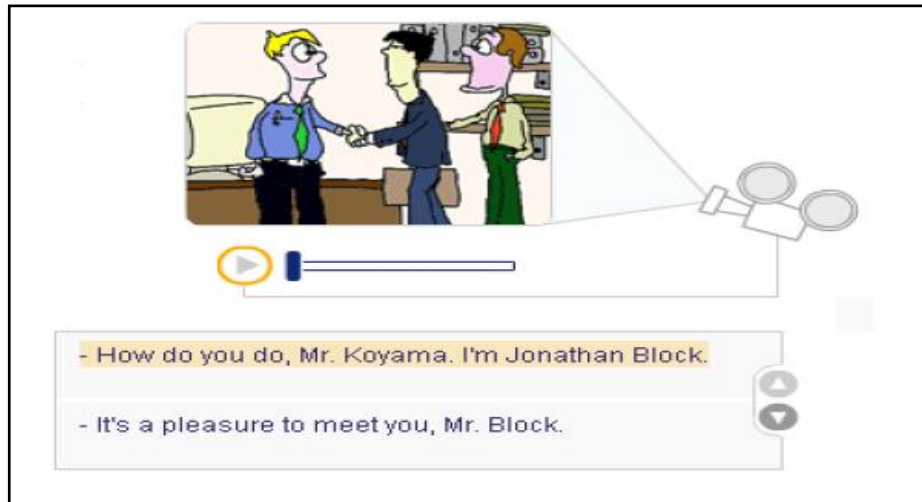 - How do you do, Mr. Koyama. I'm Jonathan Block.
- It's a pleasure to meet you, Mr. Block.